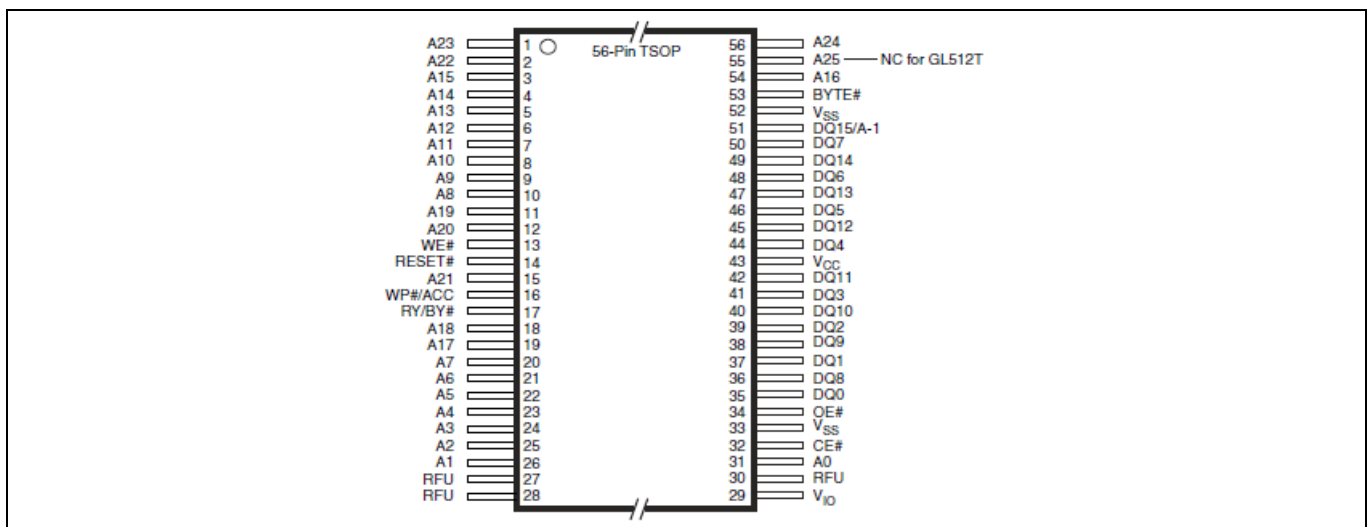 56-Pin TSOP
A23 1 56 A24
A22 2 55 A25 NC for GL512T
A15 3 54 A16
A14 4 53 BYTE#
A13 5 52 VSS
A12 6 51 DQ15/A-1
A11 7 50 DQ7
A10 8 49 DQ14
A9 9 48 DQ6
A8 10 47 DQ13
A19 11 46 DQ5
A20 12 45 DQ12
WE# 13 44 DQ4
RESET# 14 43 VCC
A21 15 42 DQ11
WP#/ACC 16 41 DQ3
RY/BY# 17 40 DQ10
A18 18 39 DQ2
A17 19 38 DQ9
A7 20 37 DQ1
A6 21 36 DQ8
A5 22 35 DQ0
A4 23 34 OE#
A3 24 33 VSS
A2 25 32 CE#
A1 26 31 A0
RFU 27 30 RFU
RFU 28 29 VIO